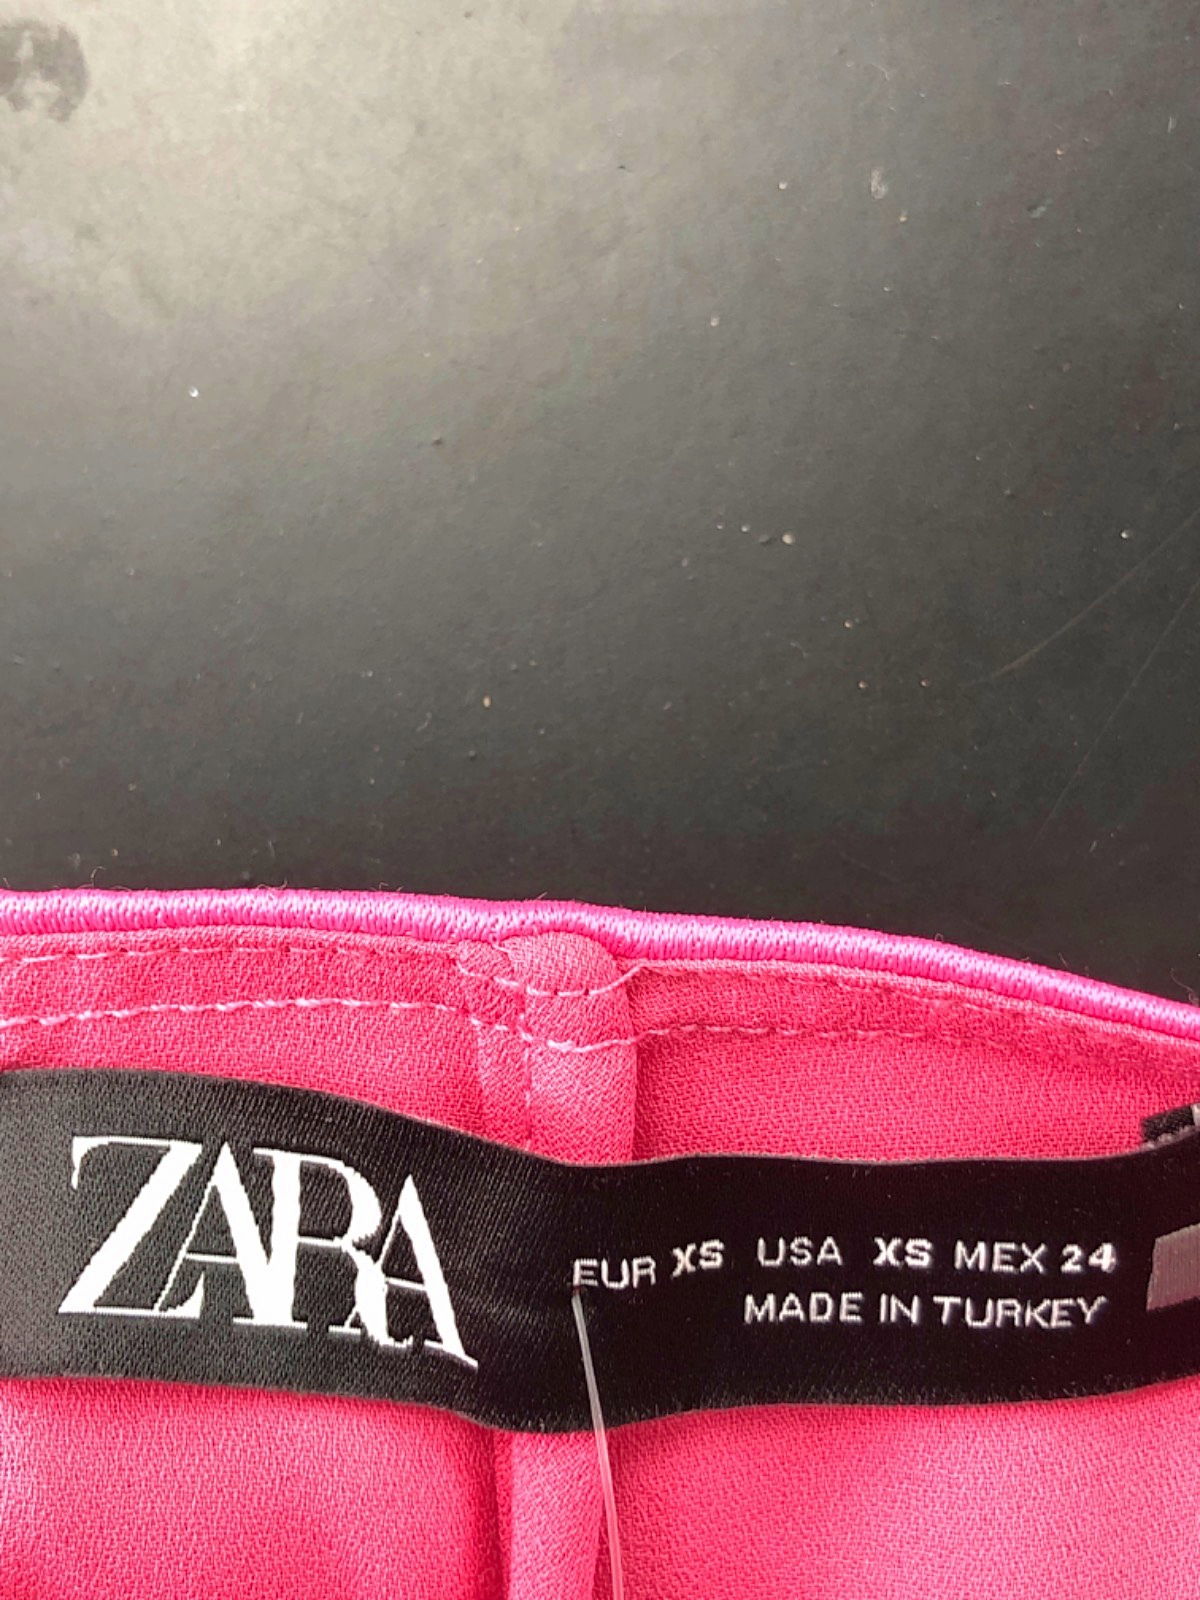 ZARA
EUR XS USA XS MEX 24
MADE IN TURKEY